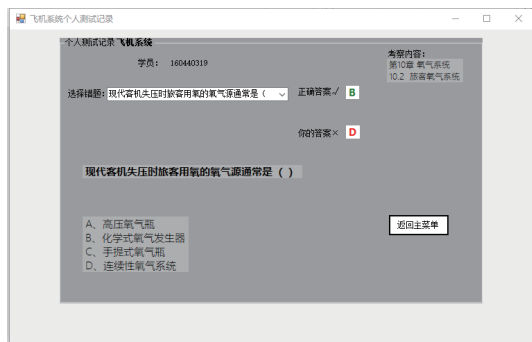 飞机系统个人测试记录
个人测试记录 飞机系统
学员： 160440319
考察内容：
第10章 氧气系统
10.2 旅客氧气系统
选择错题： 现代客机失压时旅客用氧的氧气源通常是（
正确答案√ B
你的答案× D
现代客机失压时旅客用氧的氧气源通常是（ ）
A、高压氧气瓶
B、化学式氧气发生器
C、手提式氧气瓶
D、连续性氧气系统
返回主菜单